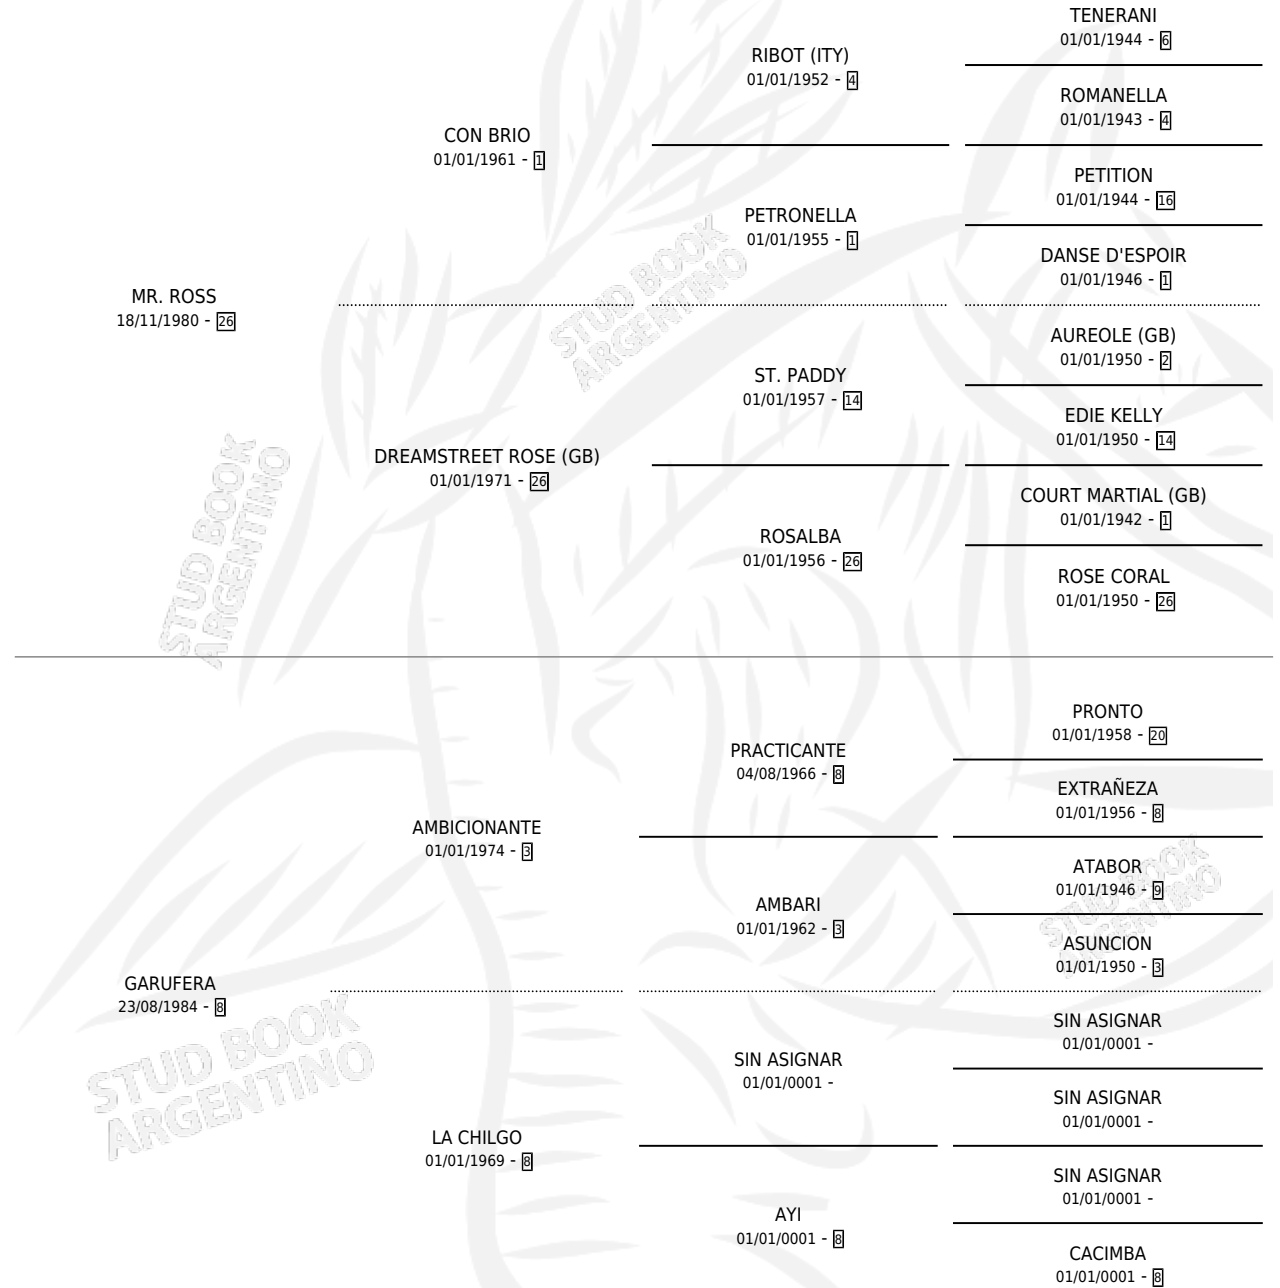 TENERANI
01/01/1944 - 6
RIBOT (ITY)
01/01/1952 - 4
ROMANELLA
01/01/1943 - 4
CON BRIO
01/01/1961 - 1
PETITION
01/01/1944 - 16
PETRONELLA
01/01/1955 - 1
DANSE D'ESPOIR
01/01/1946 - 1
MR. ROSS
18/11/1980 - 26
AUREOLE (GB)
01/01/1950 - 2
ST. PADDY
01/01/1957 - 14
EDIE KELLY
01/01/1950 - 14
DREAMSTREET ROSE (GB)
01/01/1971 - 26
COURT MARTIAL (GB)
01/01/1942 - 1
ROSALBA
01/01/1956 - 26
ROSE CORAL
01/01/1950 - 26
PRONTO
01/01/1958 - 20
PRACTICANTE
04/08/1966 - 8
EXTRAÑEZA
01/01/1956 - 8
AMBICIONANTE
01/01/1974 - 3
ATABOR
01/01/1946 - 9
AMBARI
01/01/1962 - 3
ASUNCION
01/01/1950 - 3
GARUFERA
23/08/1984 - 8
SIN ASIGNAR
01/01/0001 -
SIN ASIGNAR
01/01/0001 -
SIN ASIGNAR
01/01/0001 -
LA CHILGO
01/01/1969 - 8
SIN ASIGNAR
01/01/0001 -
AYI
01/01/0001 - 8
CACIMBA
01/01/0001 - 8
STUD BOOK
ARGENTINO
STUD BOOK
ARGENTINO
STUD BOOK
ARGENTINO
STUD BOOK
ARGENTINO